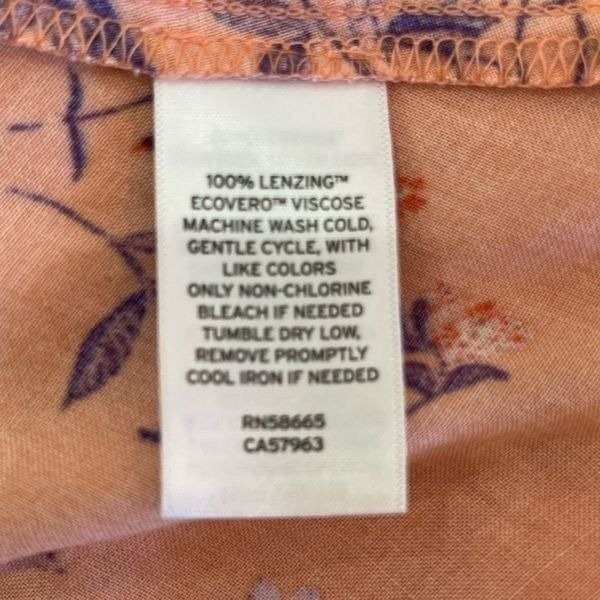 100% LENZING™
ECOVERO™ VISCOSE
MACHINE WASH COLD,
GENTLE CYCLE, WITH
LIKE COLORS
ONLY NON-CHLORINE
BLEACH IF NEEDED
TUMBLE DRY LOW,
REMOVE PROMPTLY
COOL IRON IF NEEDED
RN58665
CA57963